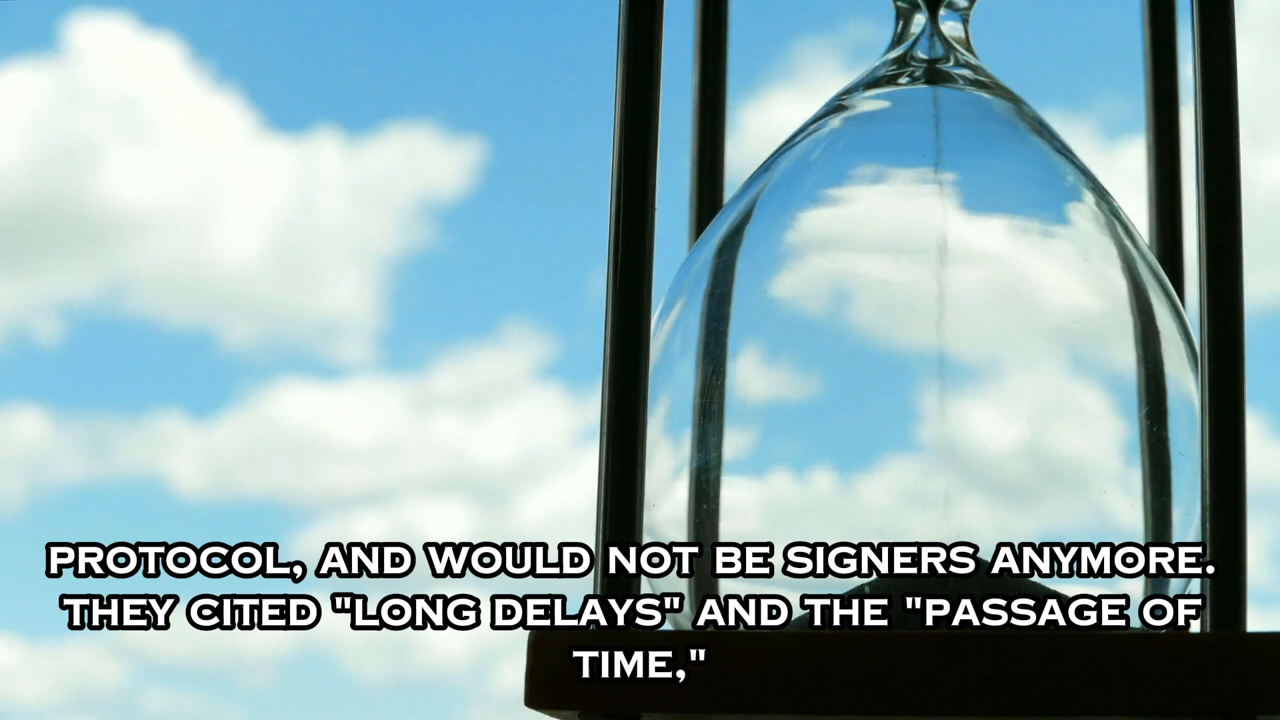 PROTOCOL, AND WOULD NOT BE SIGNERS ANYMORE.
THEY CITED "LONG DELAYS" AND THE "PASSAGE OF
TIME,"